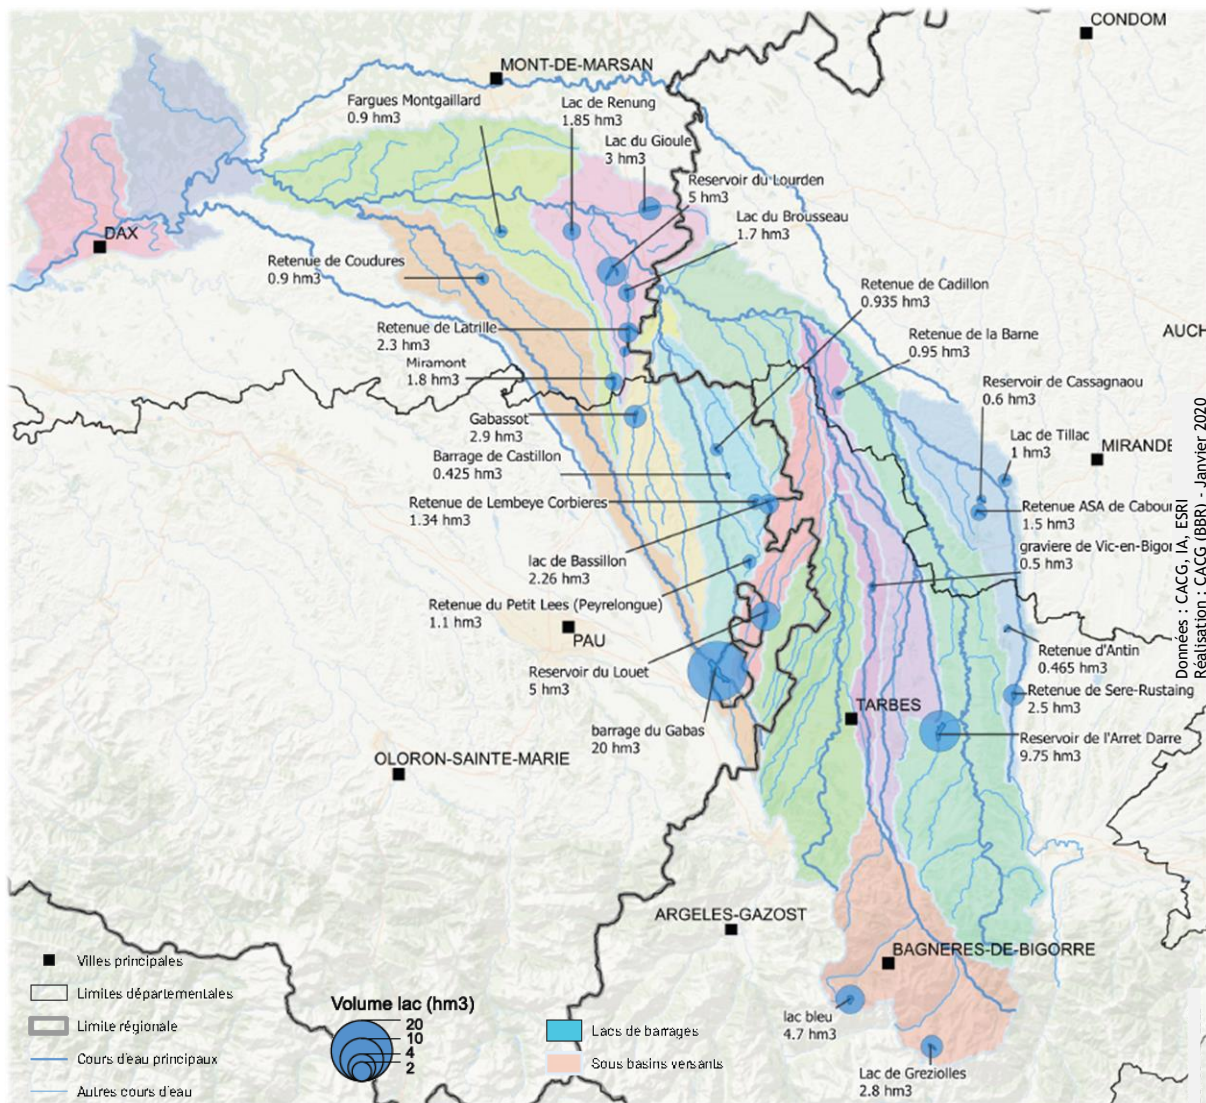 CONDOM
MONT-DE-MARSAN
Fargues Montgaillard
0.9 hm3
Lac de Renung
1.85 hm3
Lac du Gioule
3 hm3
Reservoir du Lourden
5 hm3
Lac du Brousseau
1.7 hm3
DAX
Retenue de Coudures
0.9 hm3
Retenue de Cadillon
0.935 hm3
Retenue de Latrille
2.3 hm3
Retenue de la Barne
0.95 hm3
AUCH
Miramont
1.8 hm3
Reservoir de Cassagnaou
0.6 hm3
Gabassot
2.9 hm3
Lac de Tillac
1 hm3
MIRANDE
Barrage de Castillon
0.425 hm3
Retenue de Lembeye Corbieres
1.34 hm3
Retenue ASA de Cabour
1.5 hm3
graviere de Vic-en-Bigor
0.5 hm3
lac de Bassillon
2.26 hm3
Retenue du Petit Lees (Peyrelongue)
1.1 hm3
PAU
Retenue d'Antin
0.465 hm3
Reservoir du Louet
5 hm3
Retenue de Sere-Rustaing
2.5 hm3
TARBES
barrage du Gabas
20 hm3
Reservoir de l'Arret Darre
9.75 hm3
OLORON-SAINTE-MARIE
ARGELES-GAZOST
BAGNERES-DE-BIGORRE
lac bleu
4.7 hm3
Lac de Greziolles
2.8 hm3
Villes principales
Limites départementales
Limite régionale
Cours d'eau principaux
Autres cours d'eau
Volume lac (hm3)
20
10
4
2
Lacs de barrages
Sous basins versants
Données : CACG, IA, ESRI
Réalisation : CACG (BBR) - Janvier 2020